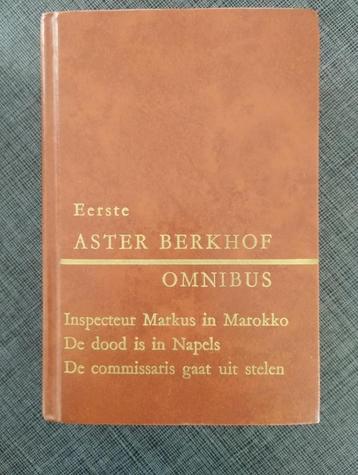 Eerste
ASTER BERKHOF
OMNIBUS
Inspecteur Markus in Marokko
De dood is in Napels
De commissaris gaat uit stelen